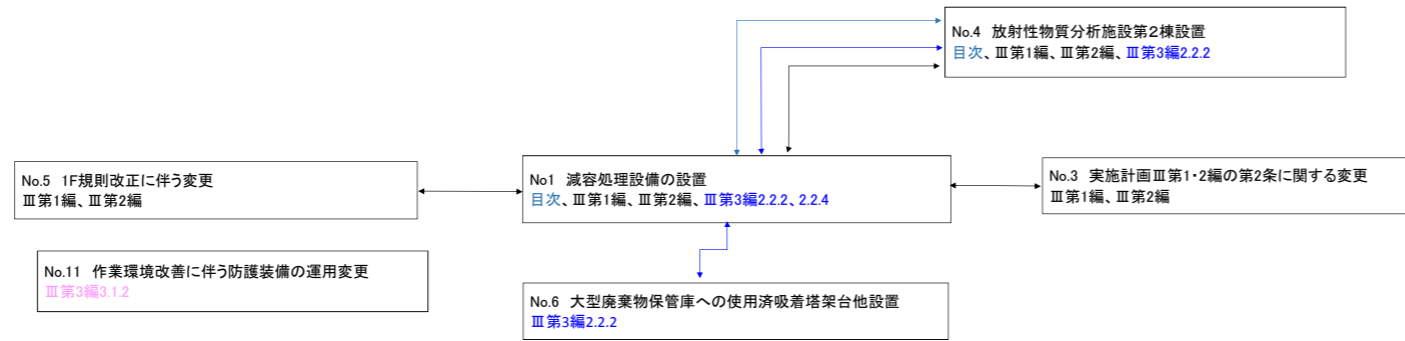 No.4 放射性物質分析施設第２棟設置
目次、Ⅲ第1編、Ⅲ第2編、Ⅲ第3編2.2.2
No.5 1F規則改正に伴う変更
Ⅲ第1編、Ⅲ第2編
No1 減容処理設備の設置
目次、Ⅲ第1編、Ⅲ第2編、Ⅲ第3編2.2.2、2.2.4
No.3 実施計画Ⅲ第1・2編の第2条に関する変更
Ⅲ第1編、Ⅲ第2編
No.11 作業環境改善に伴う防護装備の運用変更
Ⅲ第3編3.1.2
No.6 大型廃棄物保管庫への使用済吸着塔架台他設置
Ⅲ第3編2.2.2